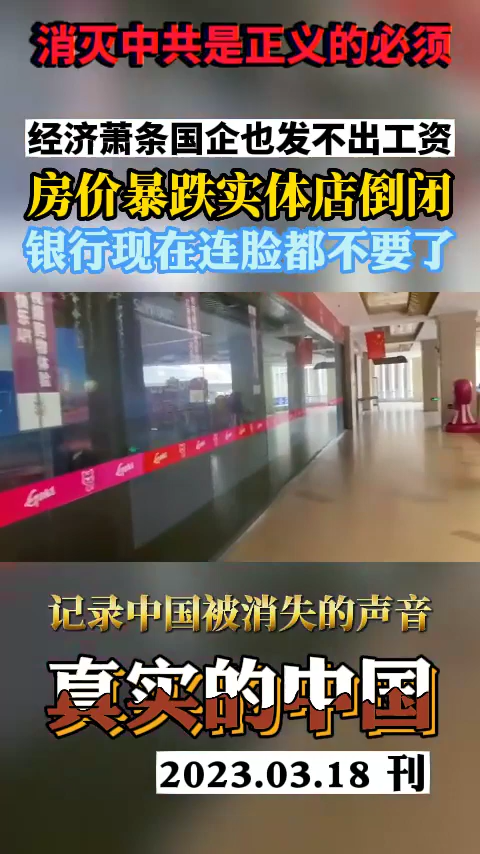 消灭中共是正义的必须
经济萧条国企也发不出工资
房价暴跌实体店倒闭
银行现在连脸都不要了
记录中国被消失的声音
真实的中国
2023.03.18 刊